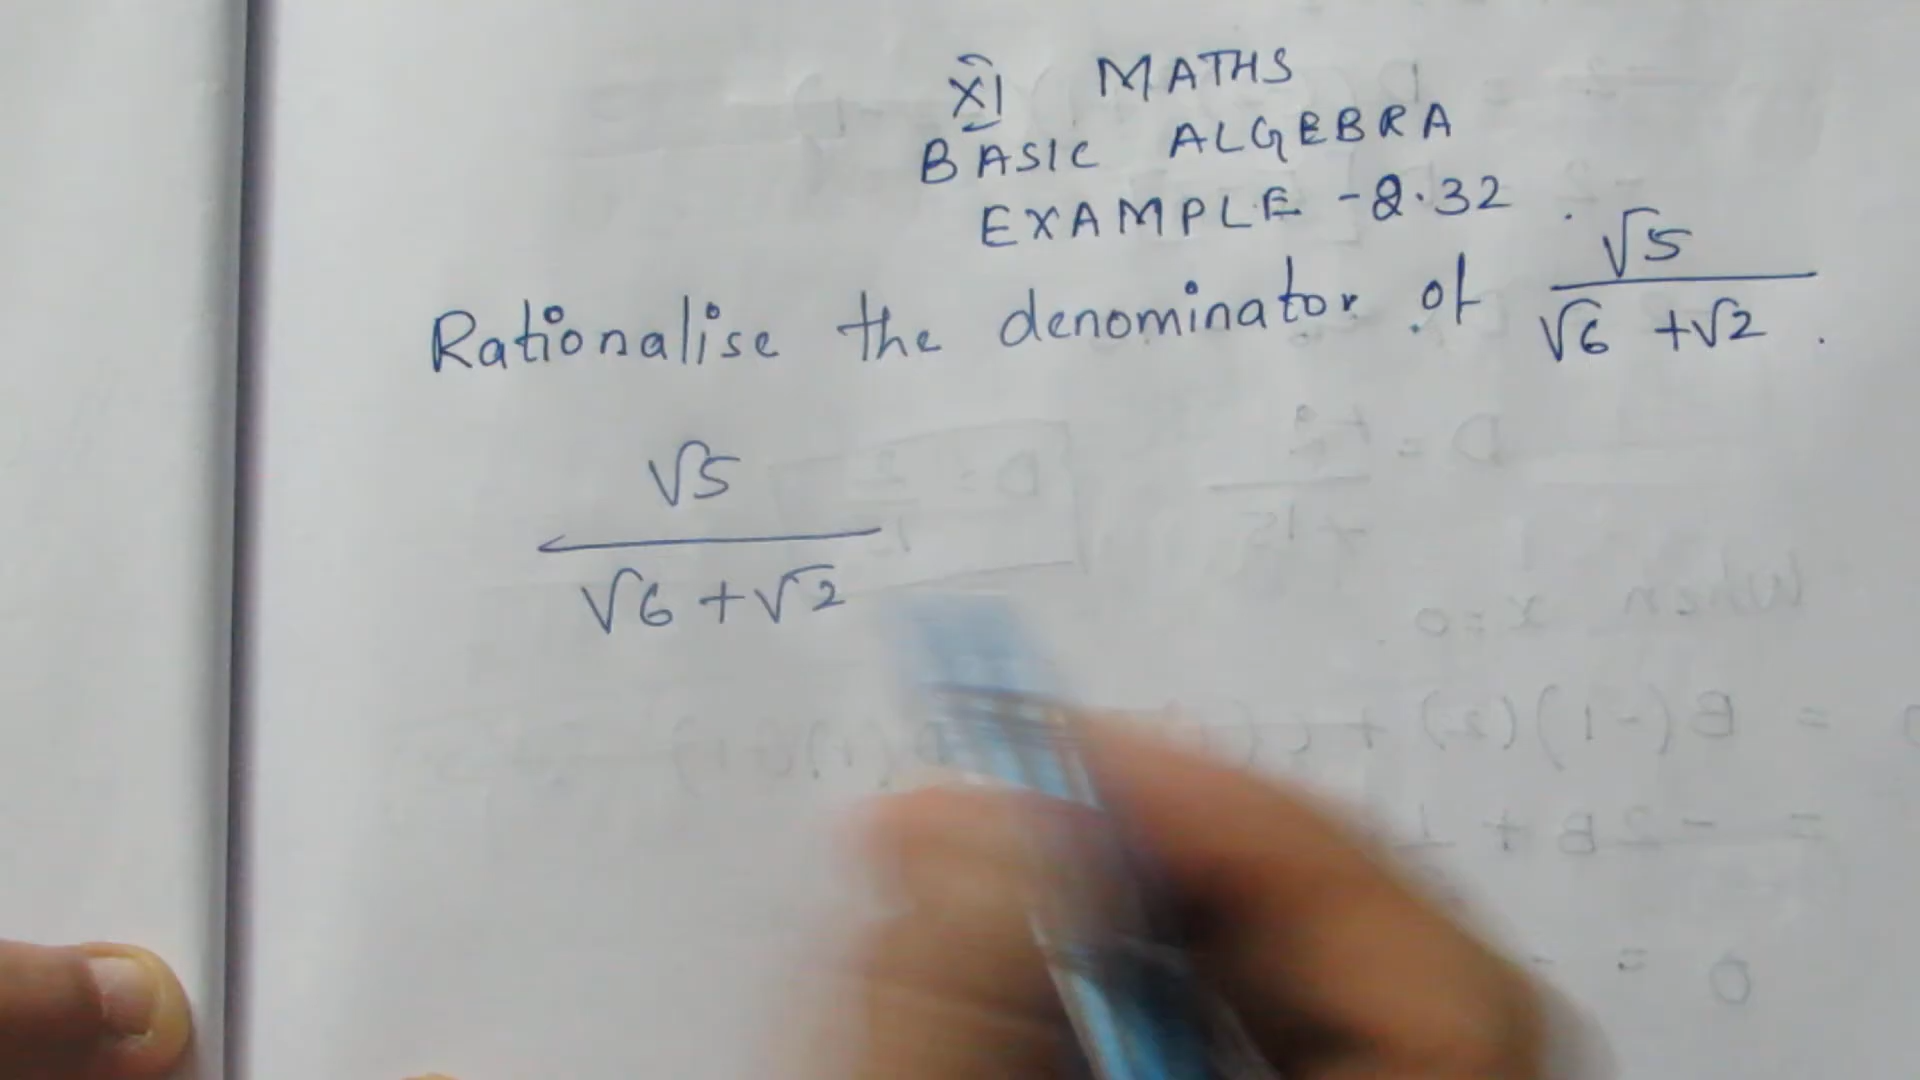 XI MATHS
BASIC ALGEBRA
EXAMPLE - 2.32
Rationalise the denominator of √5 / √6 + √2 .
√5
√6 + √2